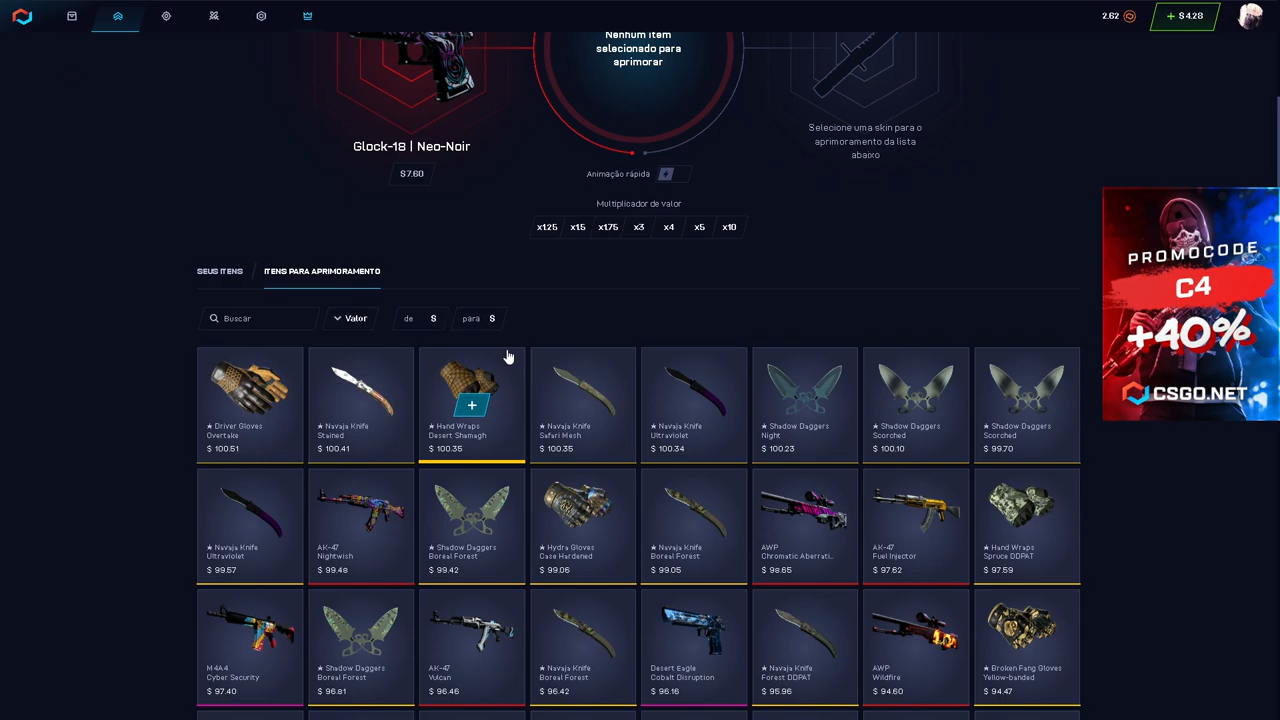 2.62
+ $4.28
Nenhum item
selecionado para
aprimorar
Glock-18 | Neo-Noir
$7.60
Selecione uma skin para o
aprimoramento da lista
abaixo
Animação rápida
Multiplicador de valor
x1.25 x1.5 x1.75 x3 x4 x5 x10
SEUS ITENS ITENS PARA APRIMORAMENTO
Buscar Valor de $ para $
PROMOCODE
C4
+40%
CSGO.NET
★ Driver Gloves
Overtake
$ 100.51
★ Navaja Knife
Stained
$ 100.41
★ Hand Wraps
Desert Shamagh
$ 100.35
★ Navaja Knife
Safari Mesh
$ 100.35
★ Navaja Knife
Ultraviolet
$ 100.34
★ Shadow Daggers
Night
$ 100.23
★ Shadow Daggers
Scorched
$ 100.10
★ Shadow Daggers
Scorched
$ 99.70
★ Navaja Knife
Ultraviolet
$ 99.57
AK-47
Nightwish
$ 99.48
★ Shadow Daggers
Boreal Forest
$ 99.42
★ Hydra Gloves
Case Hardened
$ 99.06
★ Navaja Knife
Boreal Forest
$ 99.05
AWP
Chromatic Aberrati...
$ 98.65
AK-47
Fuel Injector
$ 97.62
★ Hand Wraps
Spruce DDPAT
$ 97.59
M4A4
Cyber Security
$ 97.40
★ Shadow Daggers
Boreal Forest
$ 96.81
AK-47
Vulcan
$ 96.46
★ Navaja Knife
Boreal Forest
$ 96.42
Desert Eagle
Cobalt Disruption
$ 96.16
★ Navaja Knife
Forest DDPAT
$ 95.96
AWP
Wildfire
$ 94.60
★ Broken Fang Gloves
Yellow-banded
$ 94.47